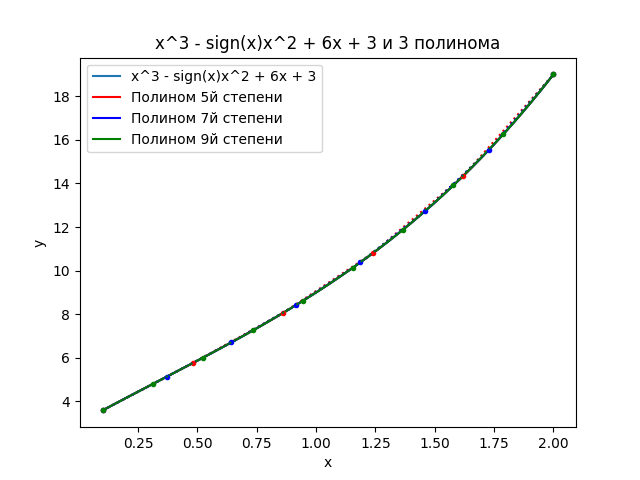 x^3 - sign(x)x^2 + 6x + 3 и 3 полинома
x^3 - sign(x)x^2 + 6x + 3
Полином 5й степени
Полином 7й степени
Полином 9й степени
18
16
14
12
10
8
6
4
y
0.25 0.50 0.75 1.00 1.25 1.50 1.75 2.00
x